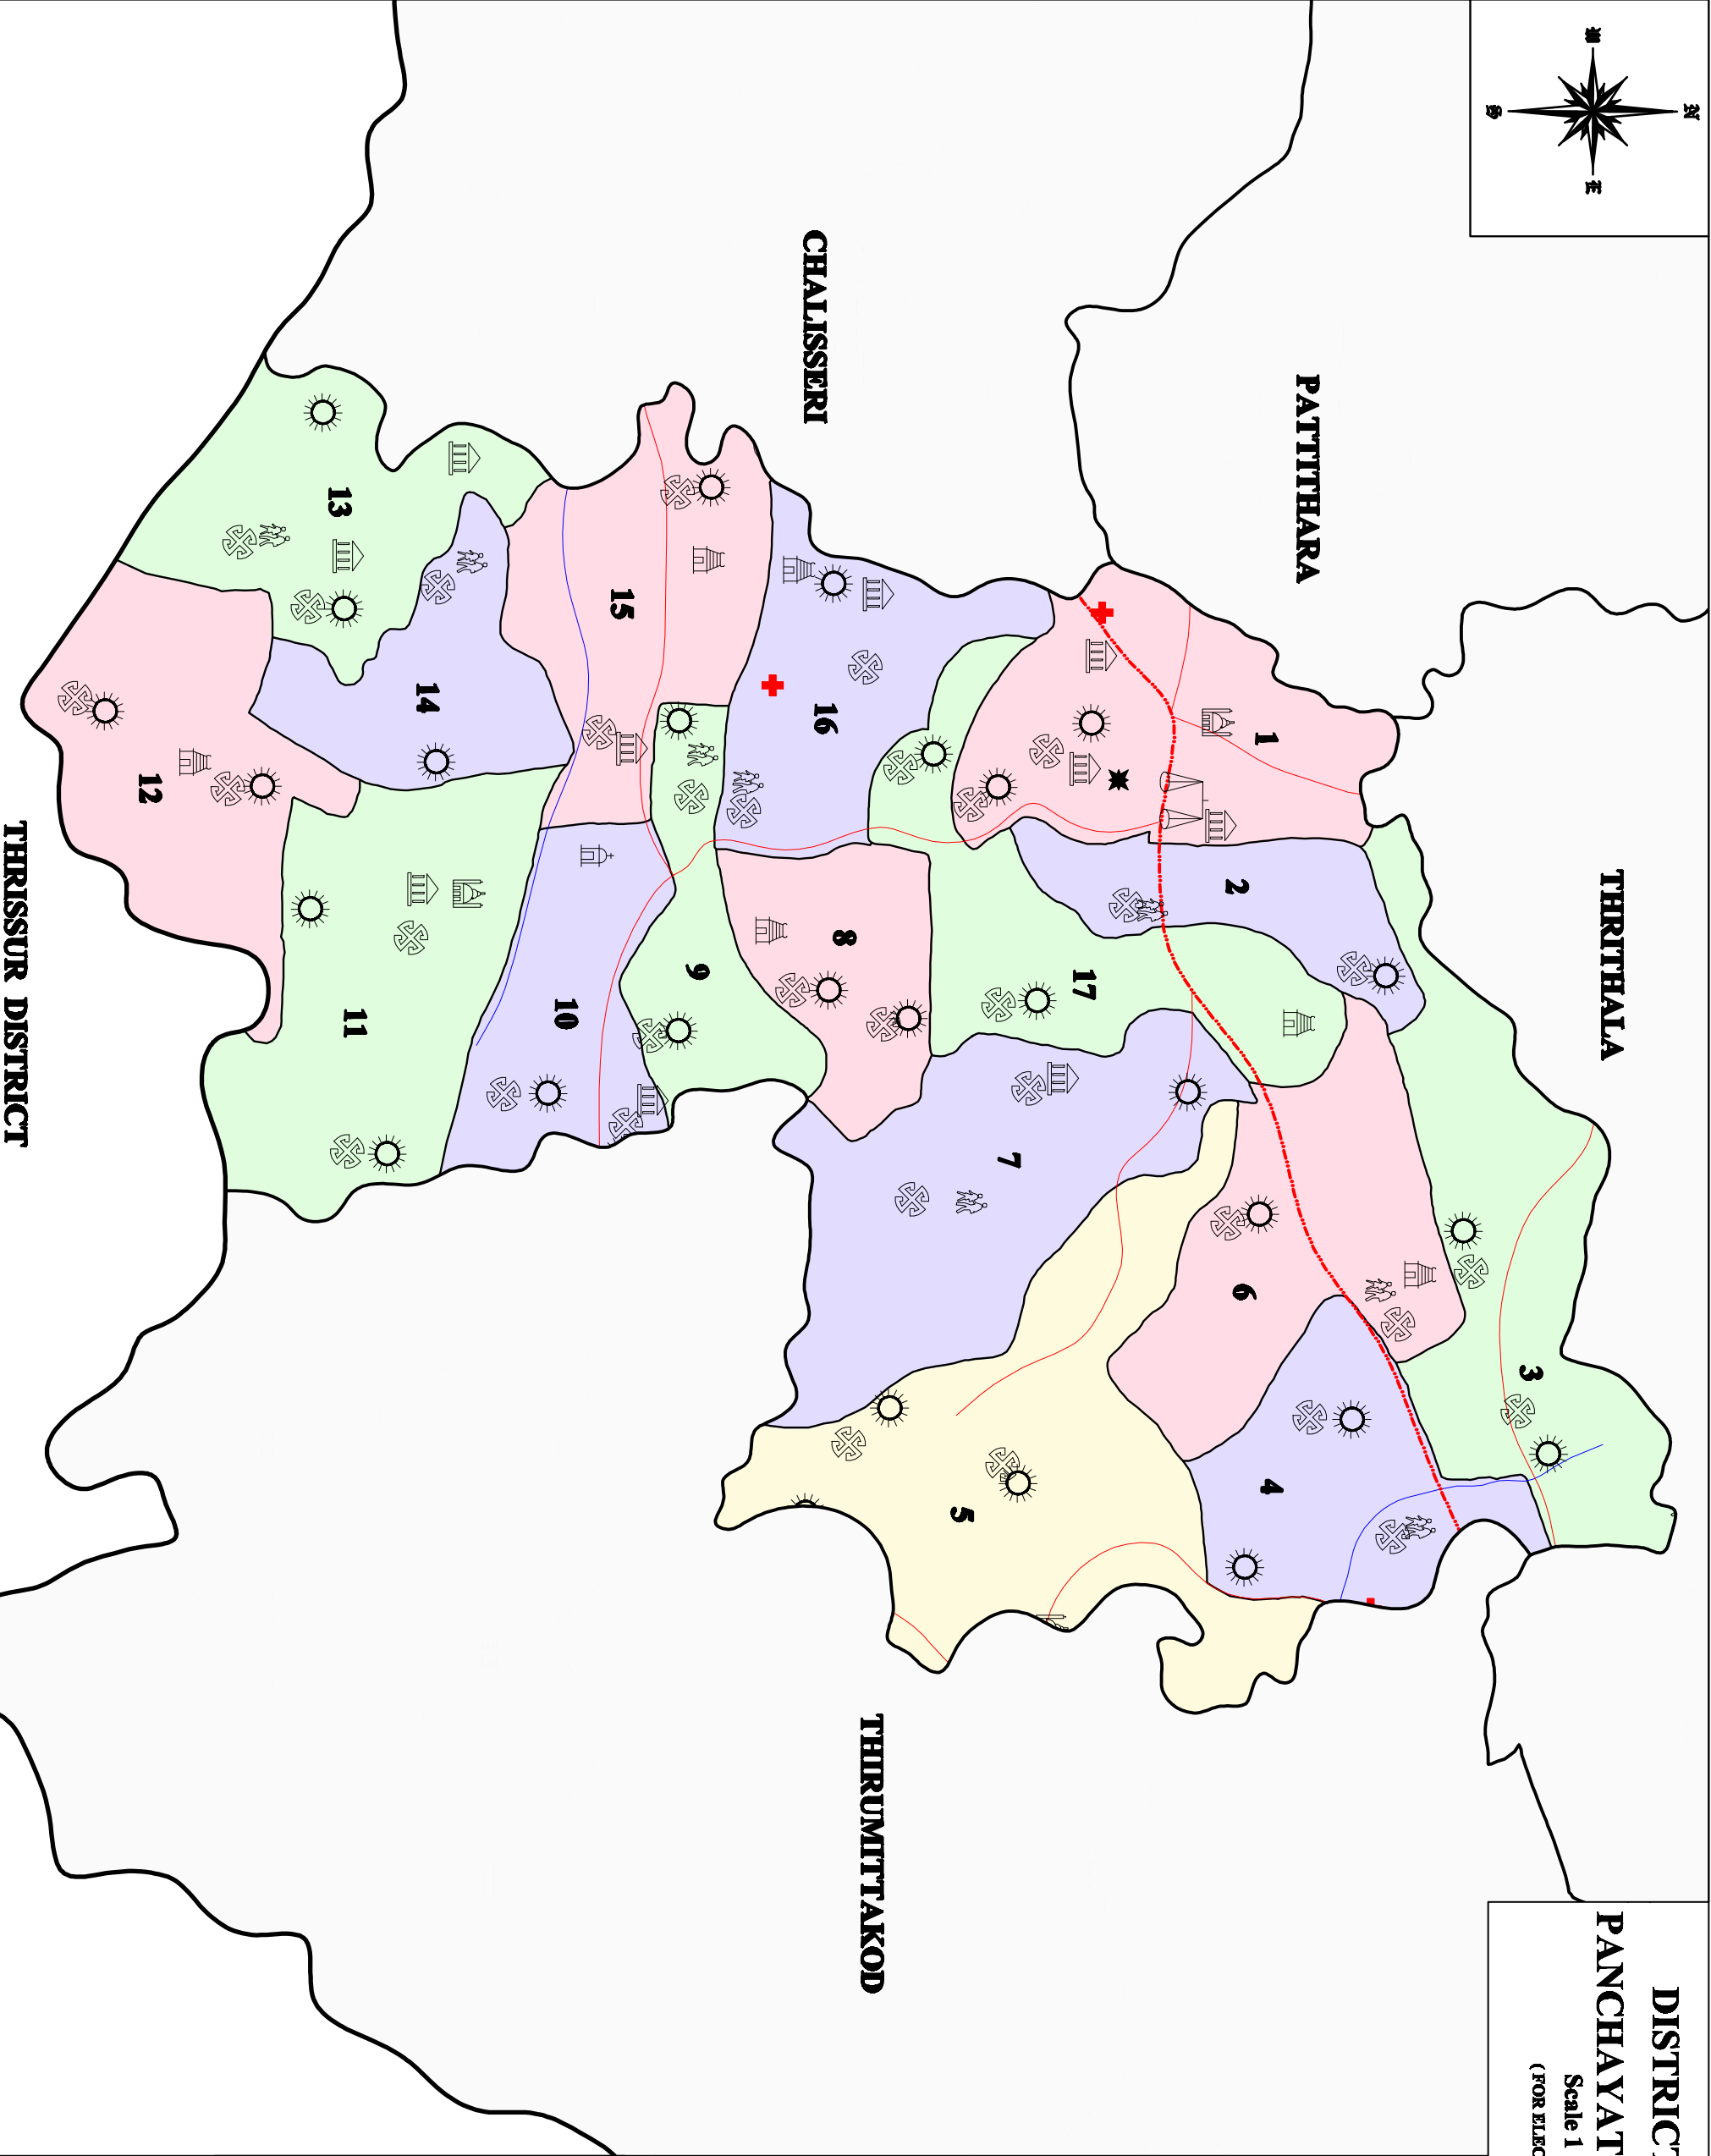 N
W
E
S
DISTRIC
PANCHAYAT
Scale 1
( FOR ELEC
THRITHALA
PATTITHARA
CHALISSERI
THIRUMITTAKOD
THRISSUR DISTRICT
1
2
3
4
5
6
7
8
9
10
11
12
13
14
15
16
17